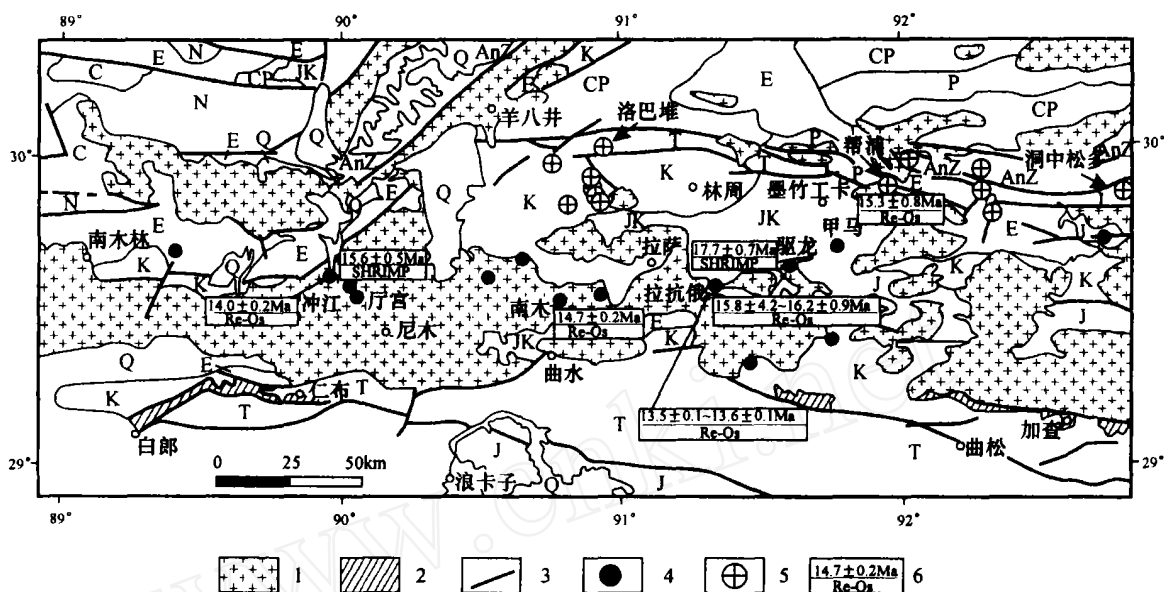 89° 90° 91° 92°
E N E AnZ Q K E CP
C CP JK E CP P
N Q 羊八井 洛巴堆 CP
30° E Q AnZ T P 帮浦 洞中松多 AnZ 30°
C Q E K K T P AnZ E AnZ
N Q 林周 墨竹工卡 15.3±0.8Ma
JK JK Re-Os
南木林 E E 拉萨 17.7±0.7Ma 驱龙 甲马 E J
K Q K 15.6±0.5Ma SHRIMP K
SHRIMP
14.0±0.2Ma 冲江 厅宫 南木 14.7±0.2Ma 拉抗俄 15.8±4.2~16.2±0.9Ma J K
Re-Os 尼木 Re-Os Re-Os J
Q E JK E K
K 仁布 T 曲水 K
T 13.5±0.1~13.6±0.1Ma 加查
白郎 T Re-Os T 曲松
29° 0 25 50km J 29°
浪卡子 Q J
89° 90° 91° 92°
www.cnki.net
1 2 3 4 5 14.7±0.2Ma 6
Re-Os